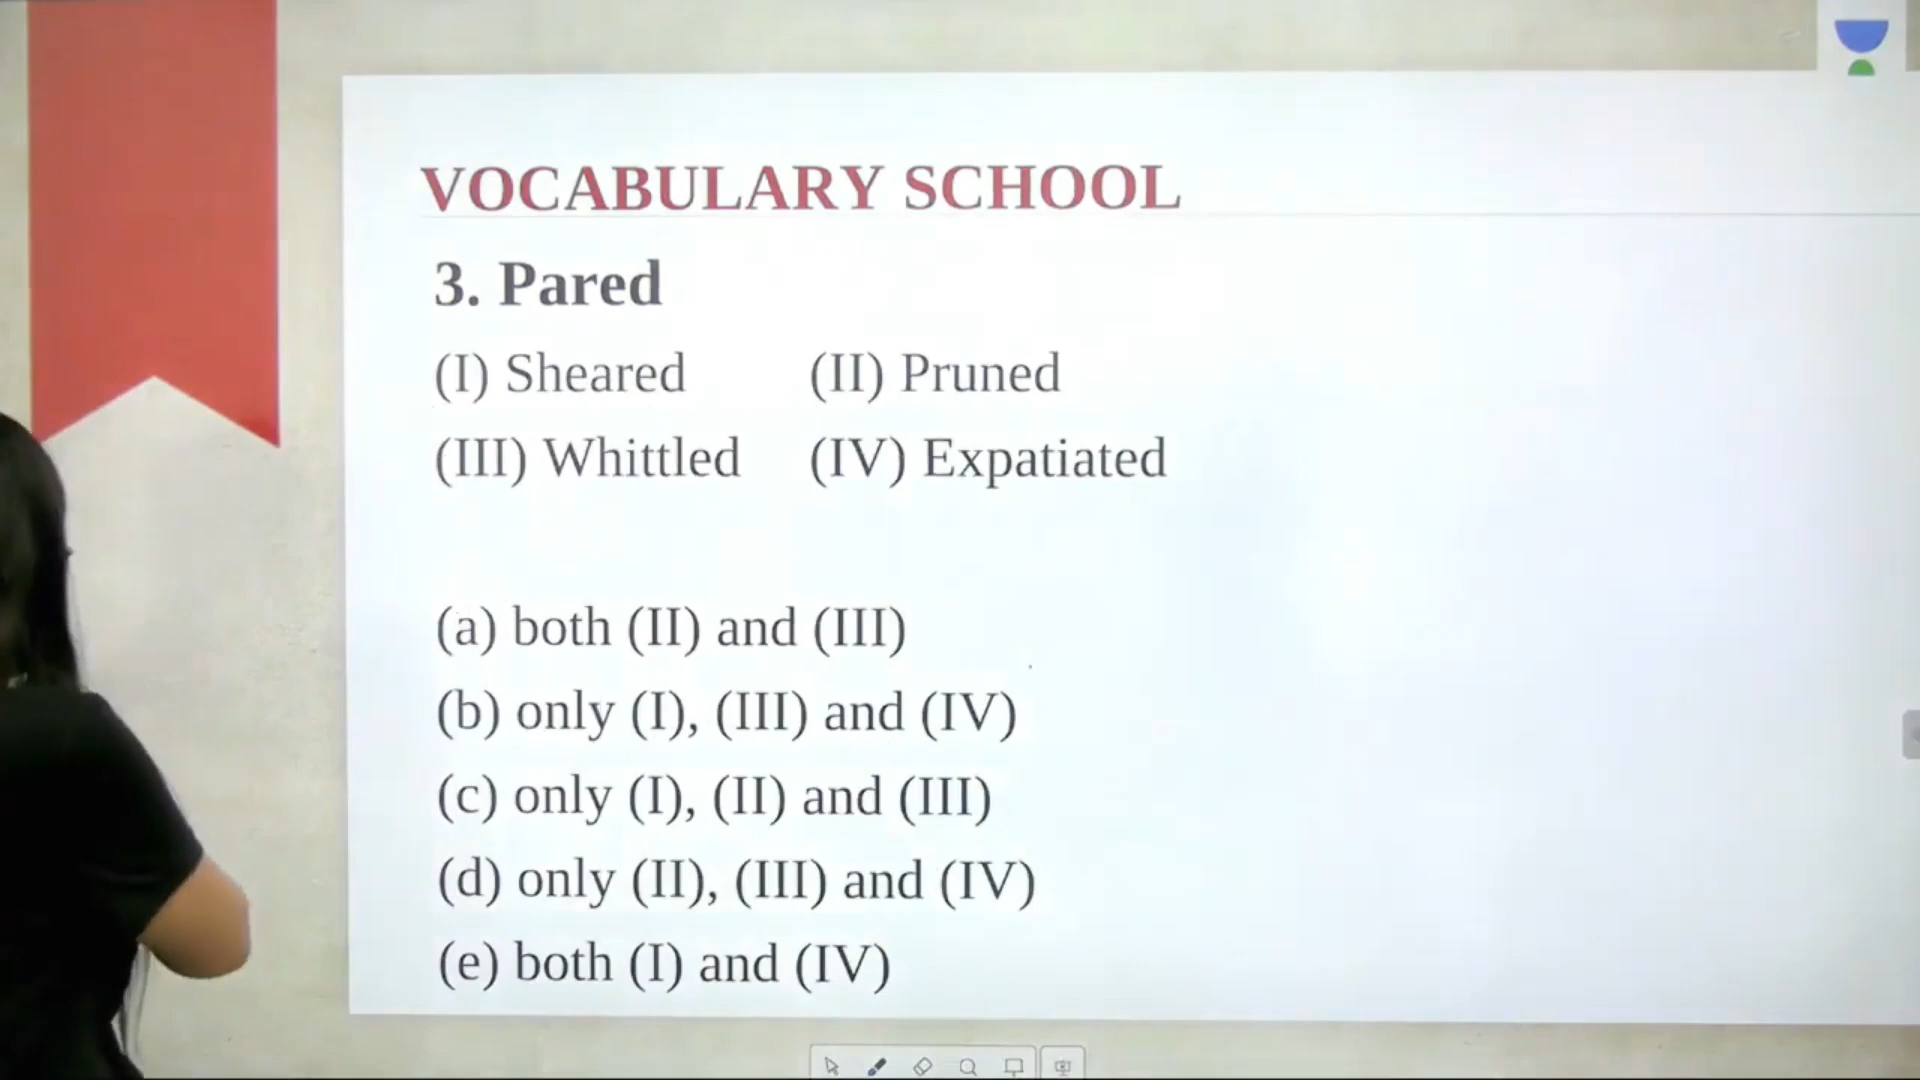 VOCABULARY SCHOOL
3. Pared
(I) Sheared (II) Pruned
(III) Whittled (IV) Expatiated
(a) both (II) and (III)
(b) only (I), (III) and (IV)
(c) only (I), (II) and (III)
(d) only (II), (III) and (IV)
(e) both (I) and (IV)